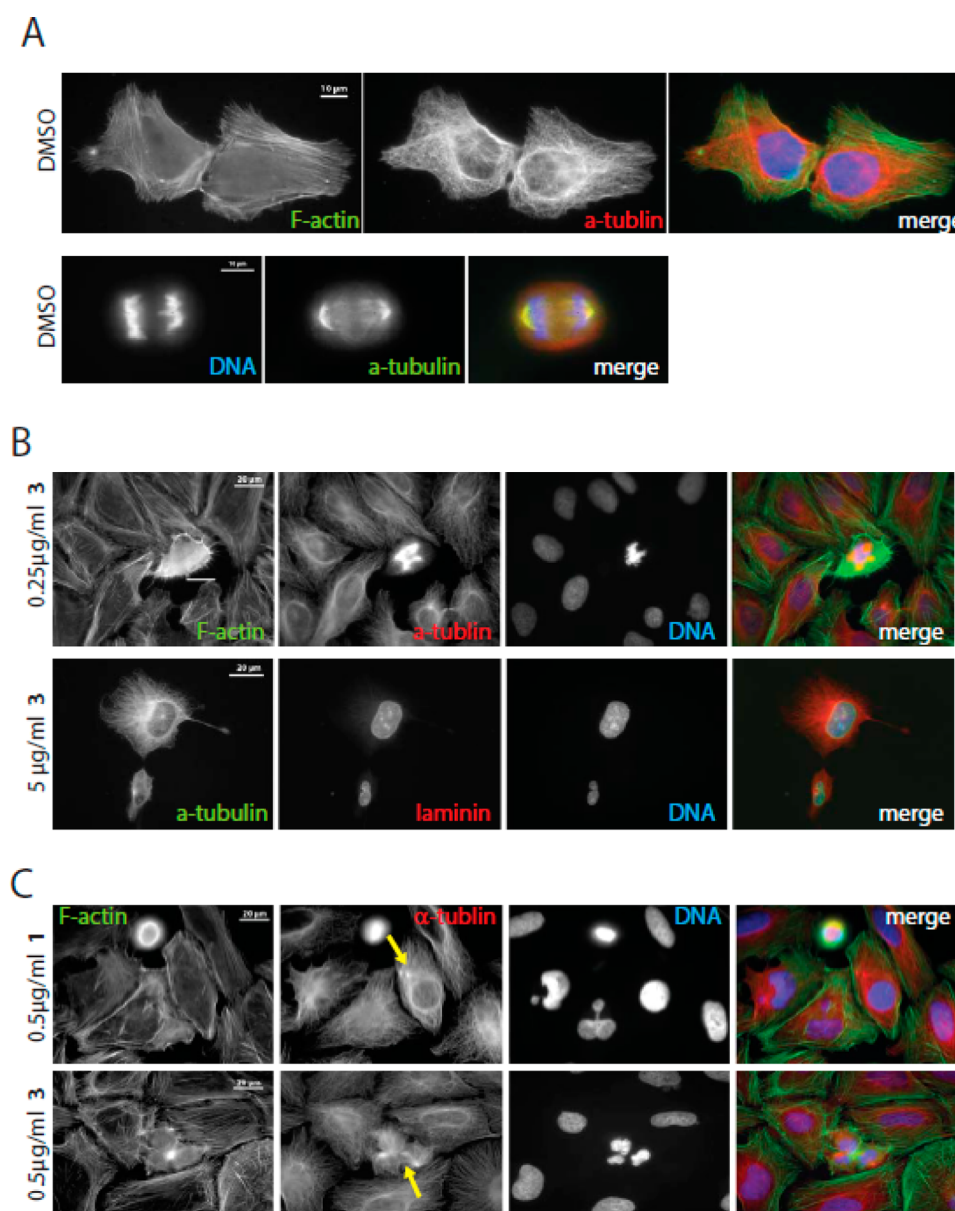 A
DMSO
10 µm
F-actin
a-tublin
merge
DMSO
10 µm
DNA
a-tubulin
merge
B
0.25µg/ml 3
20 µm
F-actin
a-tublin
DNA
merge
5 µg/ml 3
20 µm
a-tubulin
laminin
DNA
merge
C
0.5µg/ml 1
F-actin
20 µm
α-tublin
DNA
merge
0.5µg/ml 3
20 µm